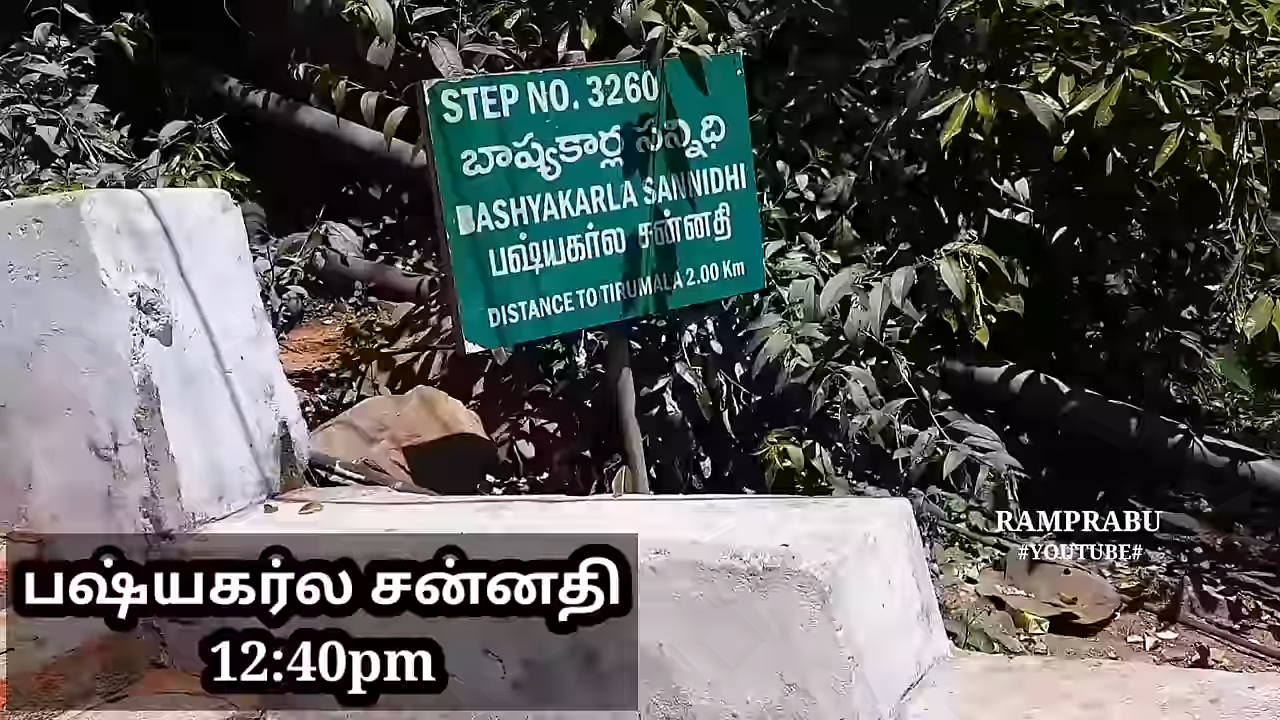 STEP NO. 3260
బాష్యకార్ల సన్నిధి
BASHYAKARLA SANNIDHI
பஷ்யகர்ல சன்னதி
DISTANCE TO TIRUMALA 2.00 Km
RAMPRABU
#YOUTUBE#
பஷ்யகர்ல சன்னதி
12:40pm